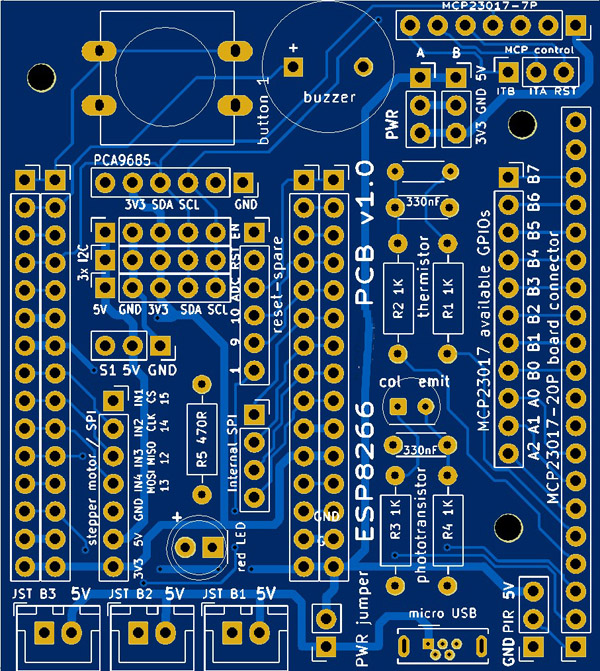 MCP23017-7P
A B
5V
MCP control
ITB ITA RST
GND
3V3
PWR
+
buzzer
button 1
PCA9685
3V3 SDA SCL GND
3x I2C
EN
RST
ADC
10
9
1
reset-spare
5V GND 3V3 SDA SCL
S1 5V GND
PCB v1.0
ESP8266
330nF
thermistor
R2 1K
R1 1K
col emit
330nF
phototransistor
R3 1K
R4 1K
MCP23017 available GPIOs
B7
B6
B5
B4
B3
B2
B1
B0
A0
A1
A2
MCP23017-20P board connector
stepper motor / SPI
IN1 CS 15
IN2 CLK 14
IN3 MISO 12
IN4 MOSI 13
GND
5V
3V3
R5 470R
Internal SPI
+
red LED
GND
JST B3 5V
JST B2 5V
JST B1 5V
PWR jumper
micro USB
GND PIR 5V